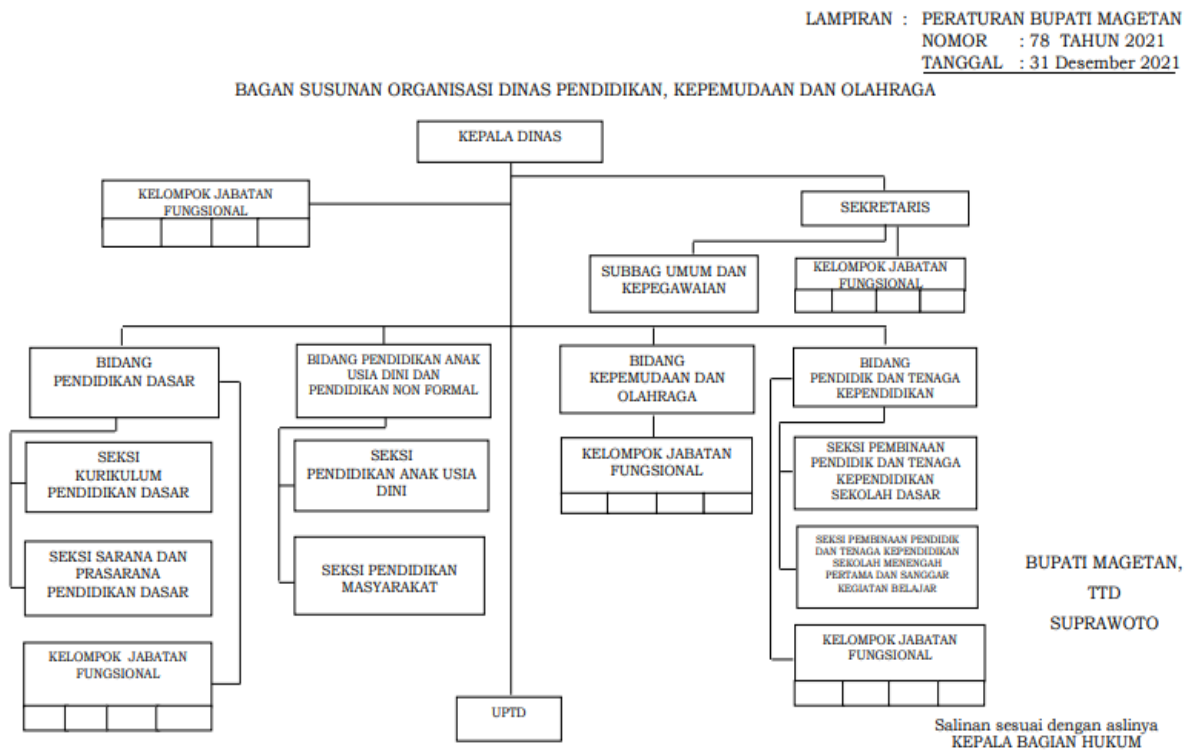 LAMPIRAN : PERATURAN BUPATI MAGETAN
NOMOR : 78 TAHUN 2021
TANGGAL : 31 Desember 2021
BAGAN SUSUNAN ORGANISASI DINAS PENDIDIKAN, KEPEMUDAAN DAN OLAHRAGA
KEPALA DINAS
KELOMPOK JABATAN
FUNGSIONAL
SEKRETARIS
SUBBAG UMUM DAN
KEPEGAWAIAN
KELOMPOK JABATAN
FUNGSIONAL
BIDANG
PENDIDIKAN DASAR
BIDANG PENDIDIKAN ANAK
USIA DINI DAN
PENDIDIKAN NON FORMAL
BIDANG
KEPEMUDAAN DAN
OLAHRAGA
BIDANG
PENDIDIK DAN TENAGA
KEPENDIDIKAN
SEKSI
KURIKULUM
PENDIDIKAN DASAR
SEKSI
PENDIDIKAN ANAK USIA
DINI
KELOMPOK JABATAN
FUNGSIONAL
SEKSI PEMBINAAN
PENDIDIK DAN TENAGA
KEPENDIDIKAN
SEKOLAH DASAR
SEKSI SARANA DAN
PRASARANA
PENDIDIKAN DASAR
SEKSI PENDIDIKAN
MASYARAKAT
SEKSI PEMBINAAN PENDIDIK
DAN TENAGA KEPENDIDIKAN
SEKOLAH MENENGAH
PERTAMA DAN SANGGAR
KEGIATAN BELAJAR
KELOMPOK JABATAN
FUNGSIONAL
KELOMPOK JABATAN
FUNGSIONAL
UPTD
BUPATI MAGETAN,
TTD
SUPRAWOTO
Salinan sesuai dengan aslinya
KEPALA BAGIAN HUKUM